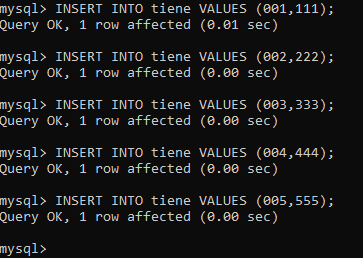 mysql> INSERT INTO tiene VALUES (001,111);
Query OK, 1 row affected (0.01 sec)
mysql> INSERT INTO tiene VALUES (002,222);
Query OK, 1 row affected (0.00 sec)
mysql> INSERT INTO tiene VALUES (003,333);
Query OK, 1 row affected (0.00 sec)
mysql> INSERT INTO tiene VALUES (004,444);
Query OK, 1 row affected (0.00 sec)
mysql> INSERT INTO tiene VALUES (005,555);
Query OK, 1 row affected (0.00 sec)
mysql>